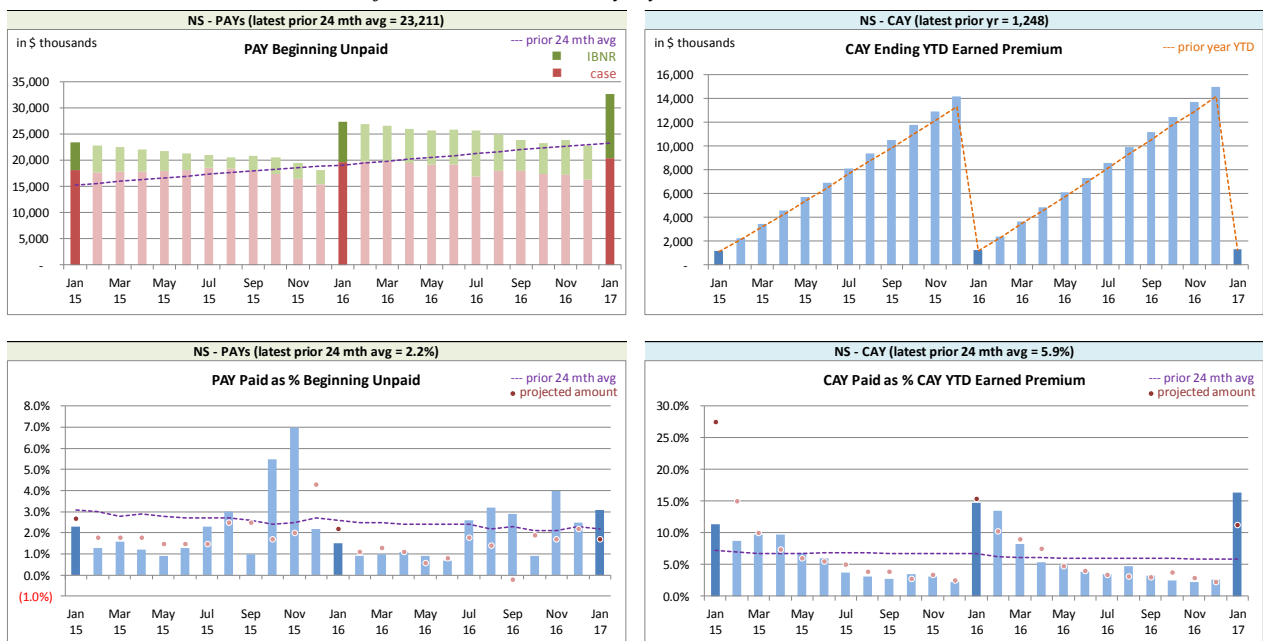 NS - PAYs (latest prior 24 mth avg = 23,211)
in $ thousands
PAY Beginning Unpaid
--- prior 24 mth avg
IBNR
case
35,000
30,000
25,000
20,000
15,000
10,000
5,000
-
Jan 15
Mar 15
May 15
Jul 15
Sep 15
Nov 15
Jan 16
Mar 16
May 16
Jul 16
Sep 16
Nov 16
Jan 17
NS - CAY (latest prior yr = 1,248)
in $ thousands
CAY Ending YTD Earned Premium
--- prior year YTD
16,000
14,000
12,000
10,000
8,000
6,000
4,000
2,000
-
Jan 15
Mar 15
May 15
Jul 15
Sep 15
Nov 15
Jan 16
Mar 16
May 16
Jul 16
Sep 16
Nov 16
Jan 17
NS - PAYs (latest prior 24 mth avg = 2.2%)
PAY Paid as % Beginning Unpaid
--- prior 24 mth avg
• projected amount
8.0%
7.0%
6.0%
5.0%
4.0%
3.0%
2.0%
1.0%
0.0%
(1.0%)
Jan 15
Mar 15
May 15
Jul 15
Sep 15
Nov 15
Jan 16
Mar 16
May 16
Jul 16
Sep 16
Nov 16
Jan 17
NS - CAY (latest prior 24 mth avg = 5.9%)
CAY Paid as % CAY YTD Earned Premium
--- prior 24 mth avg
• projected amount
30.0%
25.0%
20.0%
15.0%
10.0%
5.0%
0.0%
Jan 15
Mar 15
May 15
Jul 15
Sep 15
Nov 15
Jan 16
Mar 16
May 16
Jul 16
Sep 16
Nov 16
Jan 17